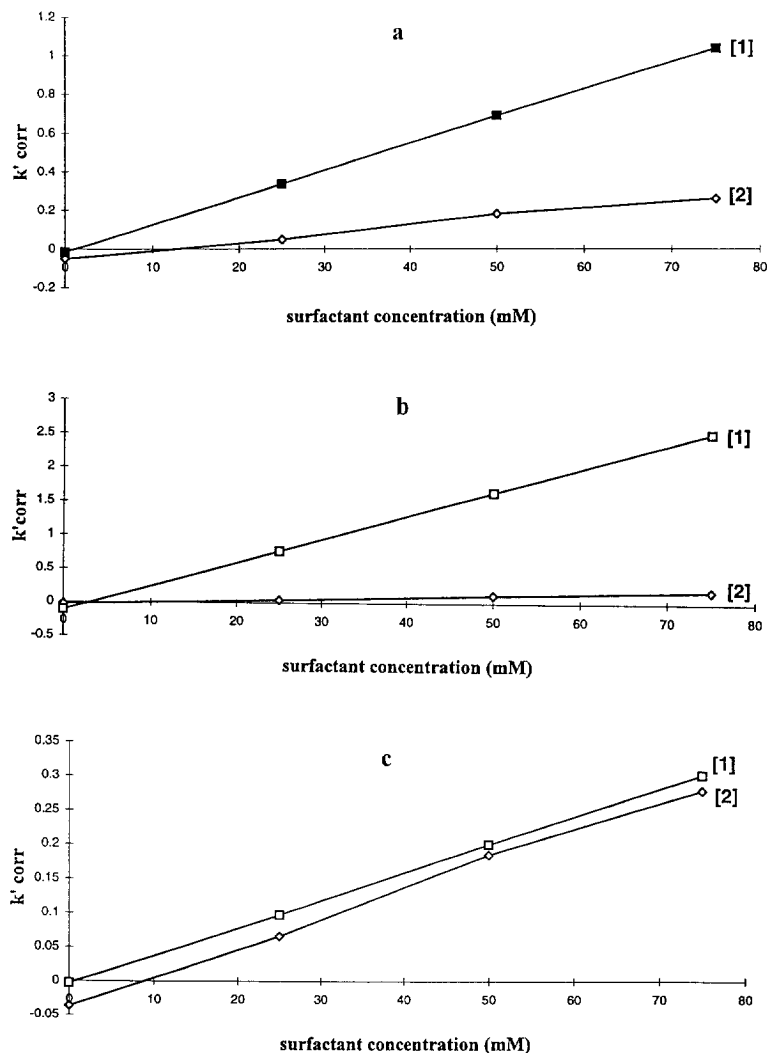 a
1.2
1
0.8
0.6
0.4
0.2
0
-0.2
k' corr
[1]
[2]
0 10 20 30 40 50 60 70 80
surfactant concentration (mM)
b
3
2.5
2
1.5
1
0.5
0
-0.5
k'corr
[1]
[2]
0 10 20 30 40 50 60 70 80
surfactant concentration (mM)
c
0.35
0.3
0.25
0.2
0.15
0.1
0.05
0
-0.05
k' corr
[1]
[2]
0 10 20 30 40 50 60 70 80
surfactant concentration (mM)